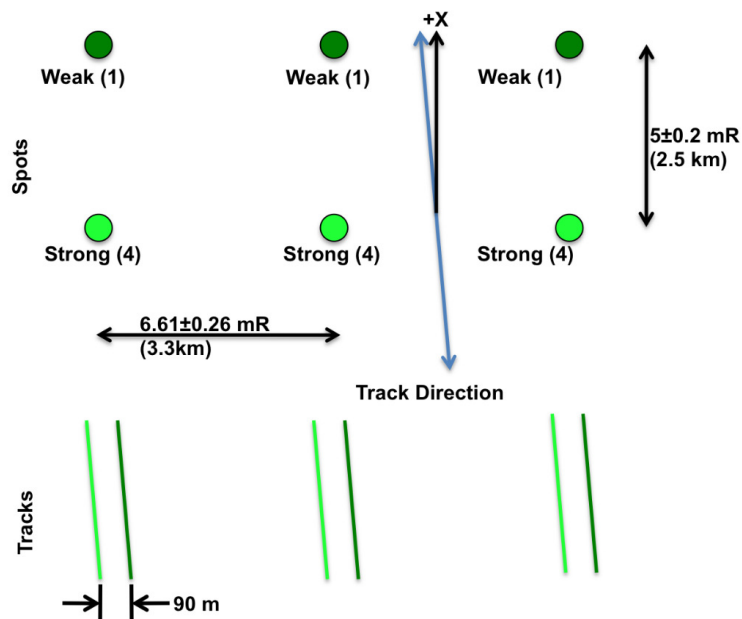 +X
Weak (1)
Weak (1)
Weak (1)
5±0.2 mR
(2.5 km)
Spots
Strong (4)
Strong (4)
Strong (4)
6.61±0.26 mR
(3.3km)
Track Direction
Tracks
90 m